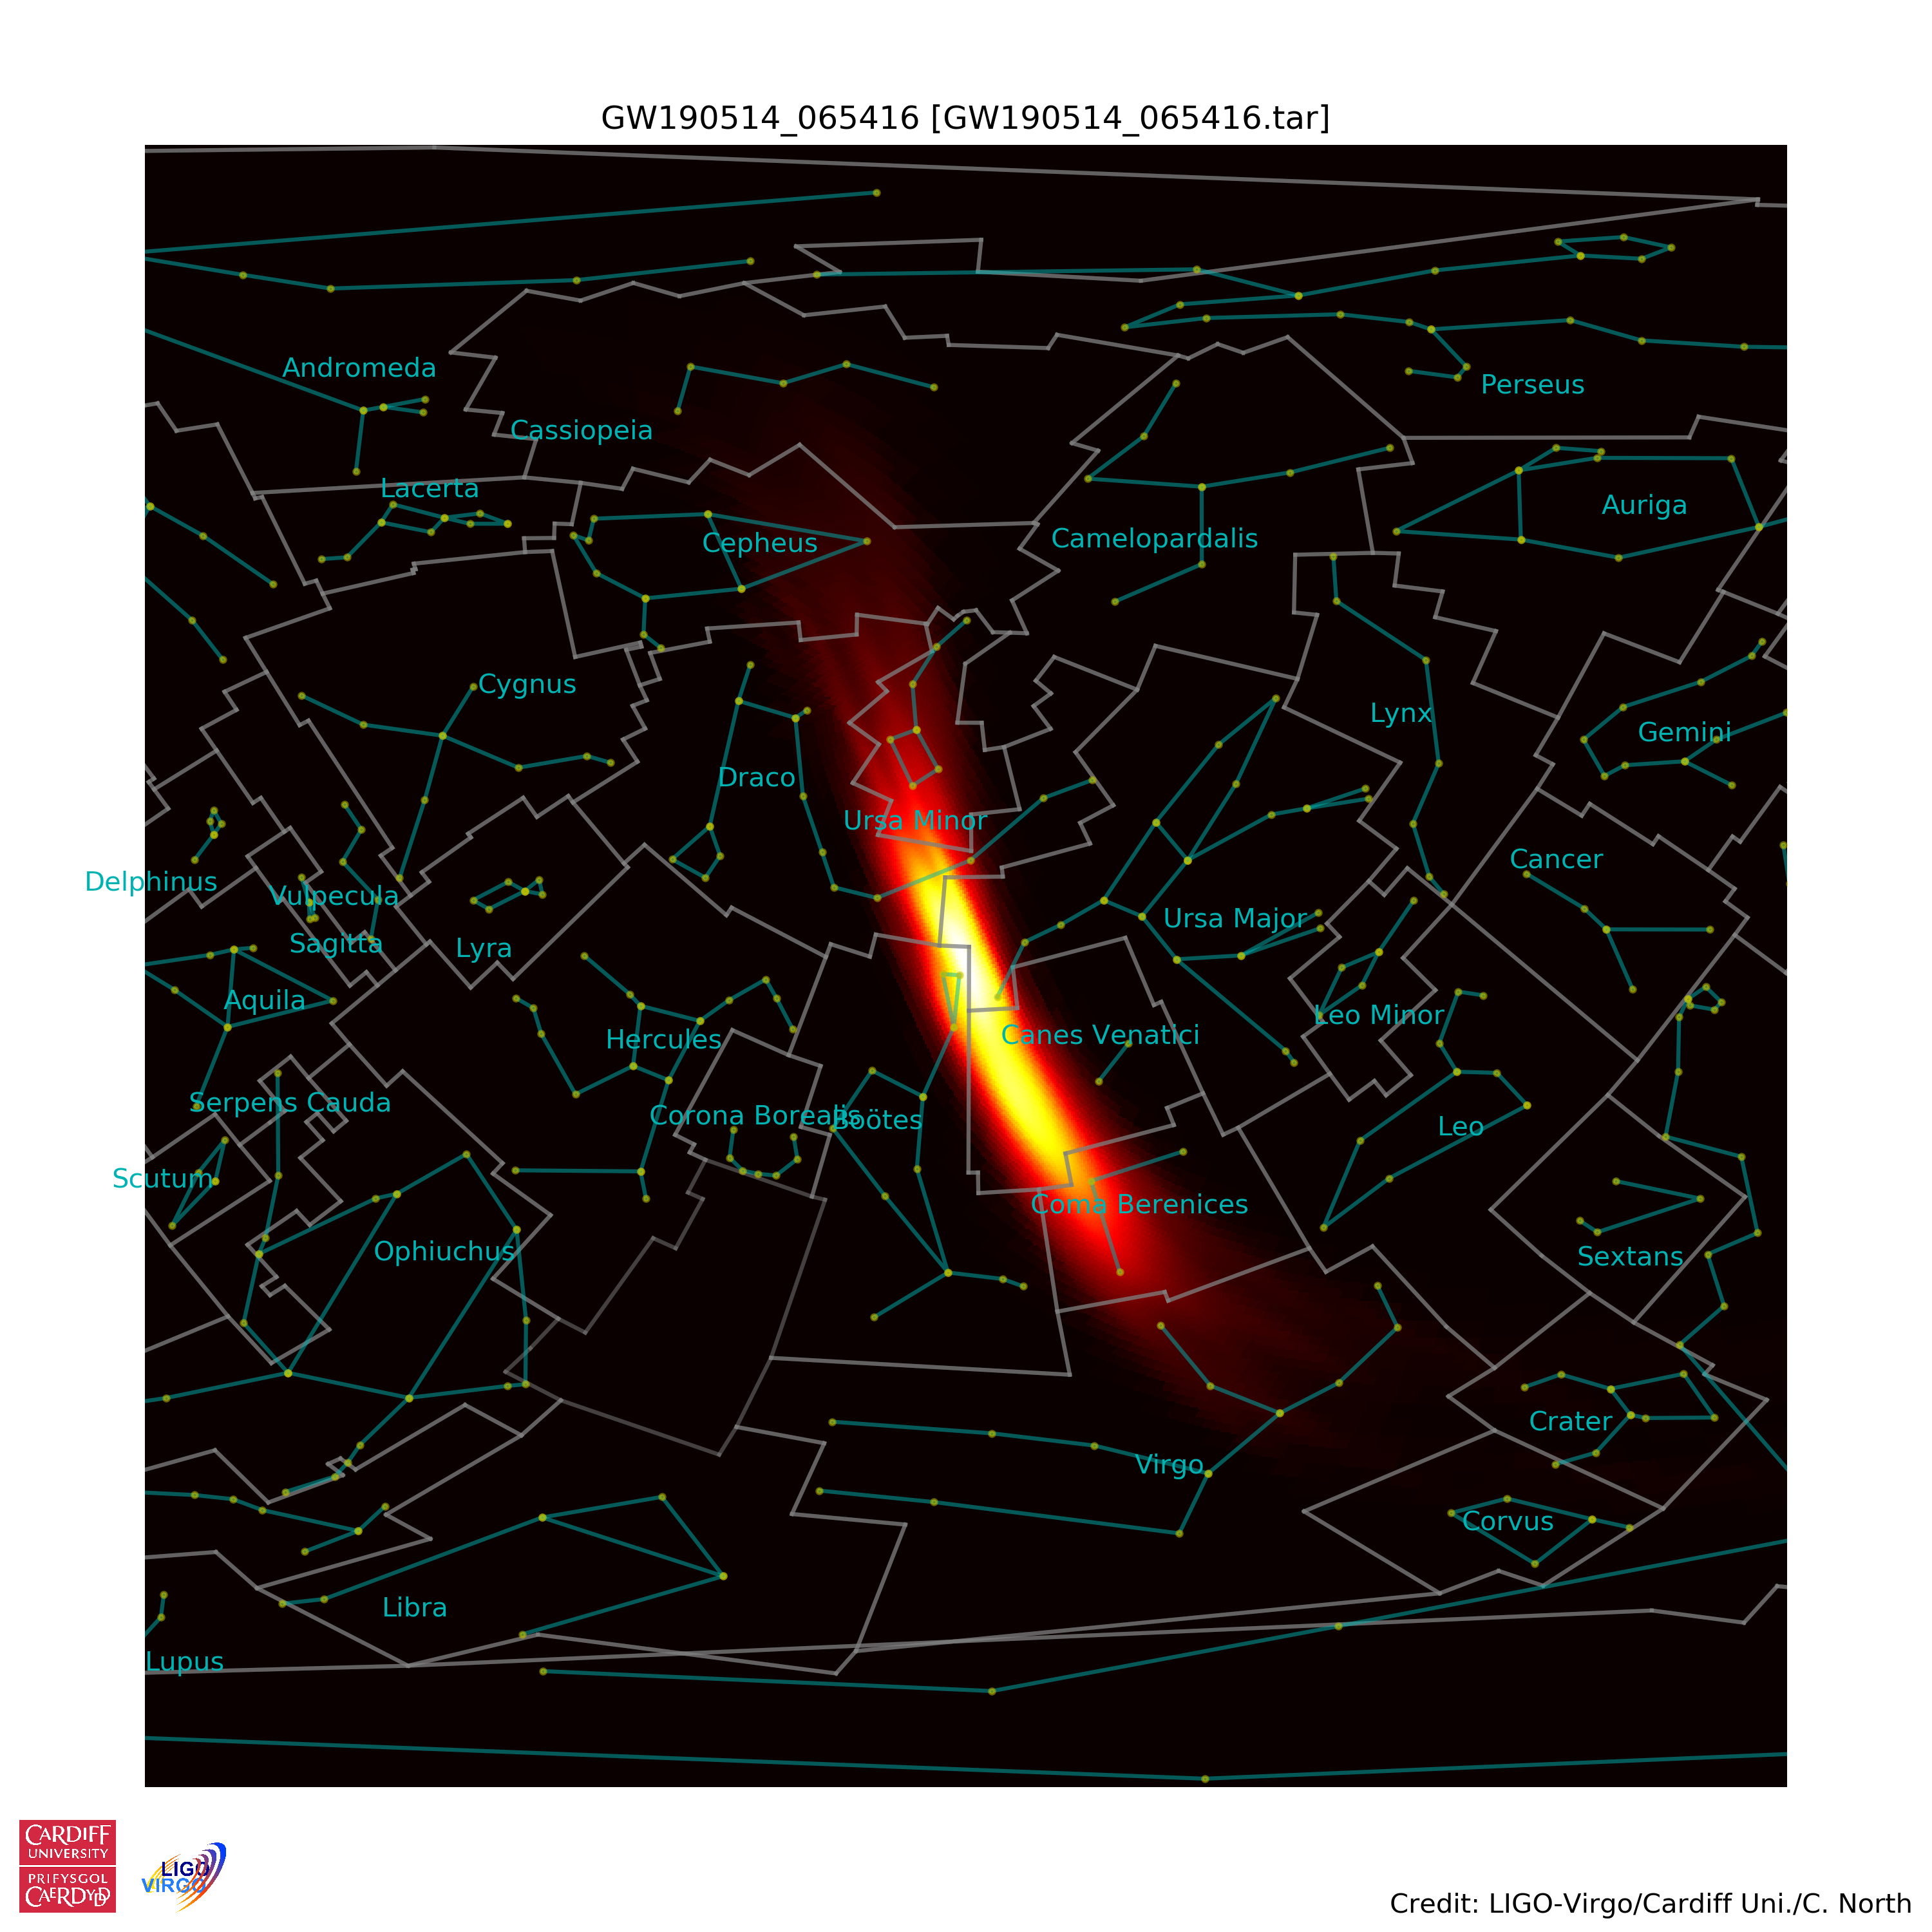 GW190514_065416 [GW190514_065416.tar]
Andromeda
Perseus
Cassiopeia
Lacerta
Auriga
Cepheus
Camelopardalis
Cygnus
Lynx
Gemini
Draco
Ursa Minor
Cancer
Delphinus
Vulpecula
Ursa Major
Sagitta
Lyra
Aquila
Leo Minor
Hercules
Canes Venatici
Serpens Cauda
Corona Borealis
Boötes
Leo
Scutum
Coma Berenices
Ophiuchus
Sextans
Crater
Virgo
Corvus
Libra
Lupus
CARDIFF
UNIVERSITY
PRIFYSGOL
CAERDYD
LIGO
VIRGO
Credit: LIGO-Virgo/Cardiff Uni./C. North